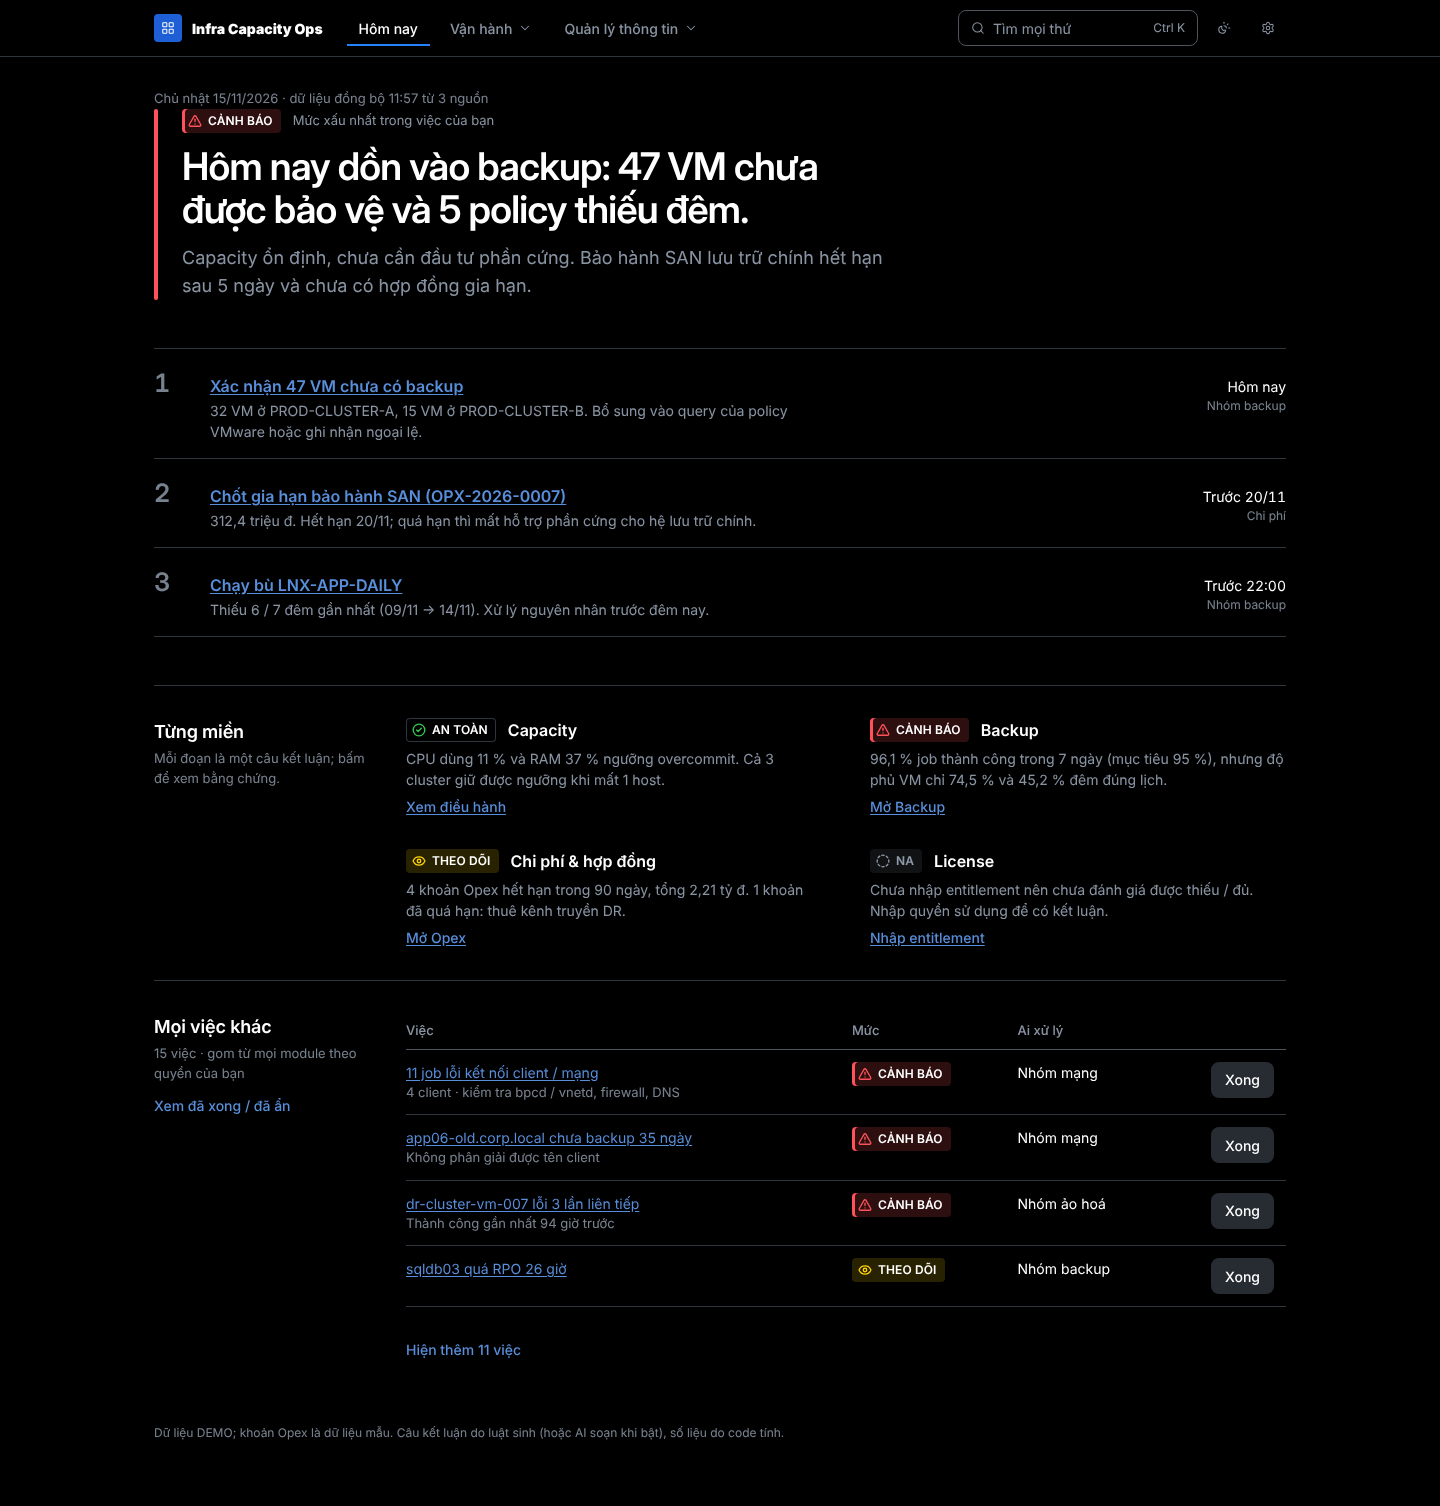 Infra Capacity Ops
Hôm nay
Vận hành
Quản lý thông tin
Tìm mọi thứ
Ctrl K
Chủ nhật 15/11/2026 · dữ liệu đồng bộ 11:57 từ 3 nguồn
CẢNH BÁO
Mức xấu nhất trong việc của bạn
Hôm nay dồn vào backup: 47 VM chưa
được bảo vệ và 5 policy thiếu đêm.
Capacity ổn định, chưa cần đầu tư phần cứng. Bảo hành SAN lưu trữ chính hết hạn
sau 5 ngày và chưa có hợp đồng gia hạn.
1
Xác nhận 47 VM chưa có backup
32 VM ở PROD-CLUSTER-A, 15 VM ở PROD-CLUSTER-B. Bổ sung vào query của policy
VMware hoặc ghi nhận ngoại lệ.
Hôm nay
Nhóm backup
2
Chốt gia hạn bảo hành SAN (OPX-2026-0007)
312,4 triệu đ. Hết hạn 20/11; quá hạn thì mất hỗ trợ phần cứng cho hệ lưu trữ chính.
Trước 20/11
Chi phí
3
Chạy bù LNX-APP-DAILY
Thiếu 6 / 7 đêm gần nhất (09/11 → 14/11). Xử lý nguyên nhân trước đêm nay.
Trước 22:00
Nhóm backup
Từng miền
Mỗi đoạn là một câu kết luận; bấm
để xem bằng chứng.
AN TOÀN
Capacity
CPU dùng 11 % và RAM 37 % ngưỡng overcommit. Cả 3
cluster giữ được ngưỡng khi mất 1 host.
Xem điều hành
CẢNH BÁO
Backup
96,1 % job thành công trong 7 ngày (mục tiêu 95 %), nhưng độ
phủ VM chỉ 74,5 % và 45,2 % đêm đúng lịch.
Mở Backup
THEO DÕI
Chi phí & hợp đồng
4 khoản Opex hết hạn trong 90 ngày, tổng 2,21 tỷ đ. 1 khoản
đã quá hạn: thuê kênh truyền DR.
Mở Opex
NA
License
Chưa nhập entitlement nên chưa đánh giá được thiếu / đủ.
Nhập quyền sử dụng để có kết luận.
Nhập entitlement
Mọi việc khác
15 việc · gom từ mọi module theo
quyền của bạn
Xem đã xong / đã ẩn
Việc
Mức
Ai xử lý
11 job lỗi kết nối client / mạng
4 client · kiểm tra bpcd / vnetd, firewall, DNS
CẢNH BÁO
Nhóm mạng
Xong
app06-old.corp.local chưa backup 35 ngày
Không phân giải được tên client
CẢNH BÁO
Nhóm mạng
Xong
dr-cluster-vm-007 lỗi 3 lần liên tiếp
Thành công gần nhất 94 giờ trước
CẢNH BÁO
Nhóm ảo hoá
Xong
sqldb03 quá RPO 26 giờ
THEO DÕI
Nhóm backup
Xong
Hiện thêm 11 việc
Dữ liệu DEMO; khoản Opex là dữ liệu mẫu. Câu kết luận do luật sinh (hoặc AI soạn khi bật), số liệu do code tính.